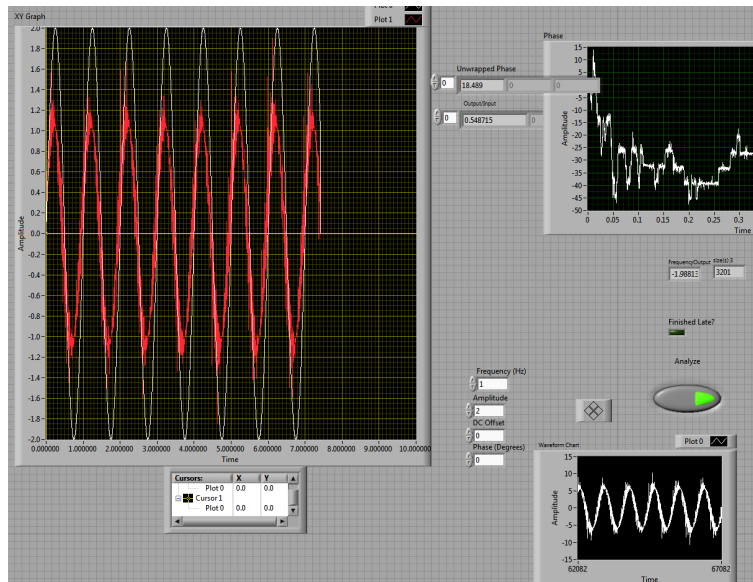 XY Graph
Plot 0
Plot 1
2.0
1.8
1.6
1.4
1.2
1.0
0.8
0.6
0.4
0.2
0.0
-0.2
-0.4
-0.6
-0.8
-1.0
-1.2
-1.4
-1.6
-1.8
-2.0
Amplitude
0.000000 1.000000 2.000000 3.000000 4.000000 5.000000 6.000000 7.000000 8.000000 9.000000 10.000000
Time
Cursors: X Y
Plot 0 0.0 0.0
Cursor 1
Plot 0 0.0 0.0
Unwrapped Phase
0 18.489 0 0
Output/Input
0 0.548715 0
Phase
15
10
5
0
-5
-10
-15
-20
-25
-30
-35
-40
-45
-50
Amplitude
0 0.05 0.1 0.15 0.2 0.25 0.3
Time
FrequencyOutput size(s) 3
-1.98813 3201
Finished Late?
Analyze
Frequency (Hz)
1
Amplitude
2
DC Offset
0
Phase (Degrees)
0
Waveform Chart
Plot 0
15
10
5
0
-5
-10
-15
Amplitude
62082 67082
Time